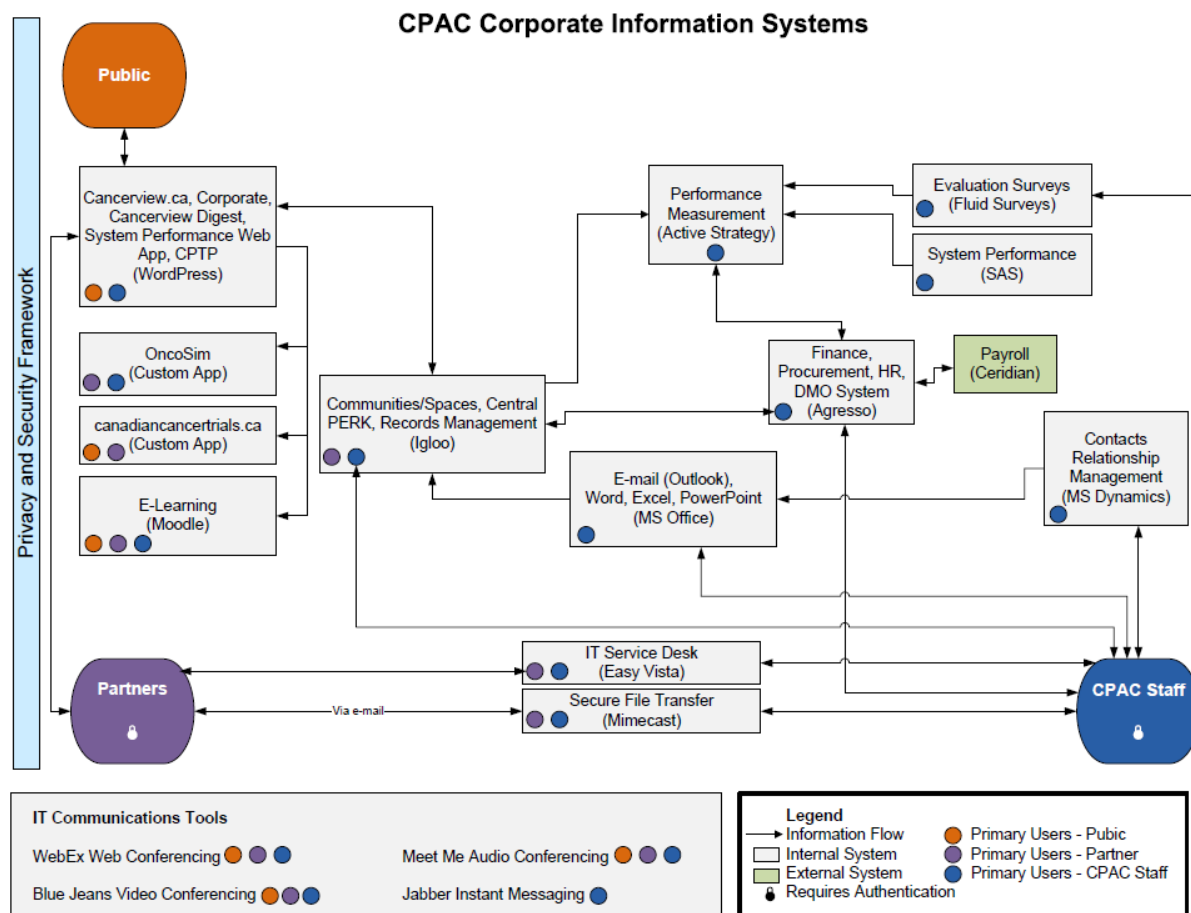 CPAC Corporate Information Systems
Privacy and Security Framework
Public
Cancerview.ca, Corporate,
Cancerview Digest,
System Performance Web
App, CPTP
(WordPress)
OncoSim
(Custom App)
canadiancancertrials.ca
(Custom App)
E-Learning
(Moodle)
Communities/Spaces, Central
PERK, Records Management
(Igloo)
Performance
Measurement
(Active Strategy)
Evaluation Surveys
(Fluid Surveys)
System Performance
(SAS)
Finance,
Procurement, HR,
DMO System
(Agresso)
Payroll
(Ceridian)
E-mail (Outlook),
Word, Excel, PowerPoint
(MS Office)
Contacts
Relationship
Management
(MS Dynamics)
IT Service Desk
(Easy Vista)
Secure File Transfer
(Mimecast)
Partners
Via e-mail
CPAC Staff
IT Communications Tools
WebEx Web Conferencing
Meet Me Audio Conferencing
Blue Jeans Video Conferencing
Jabber Instant Messaging
Legend
Information Flow
Internal System
External System
Requires Authentication
Primary Users - Pubic
Primary Users - Partner
Primary Users - CPAC Staff